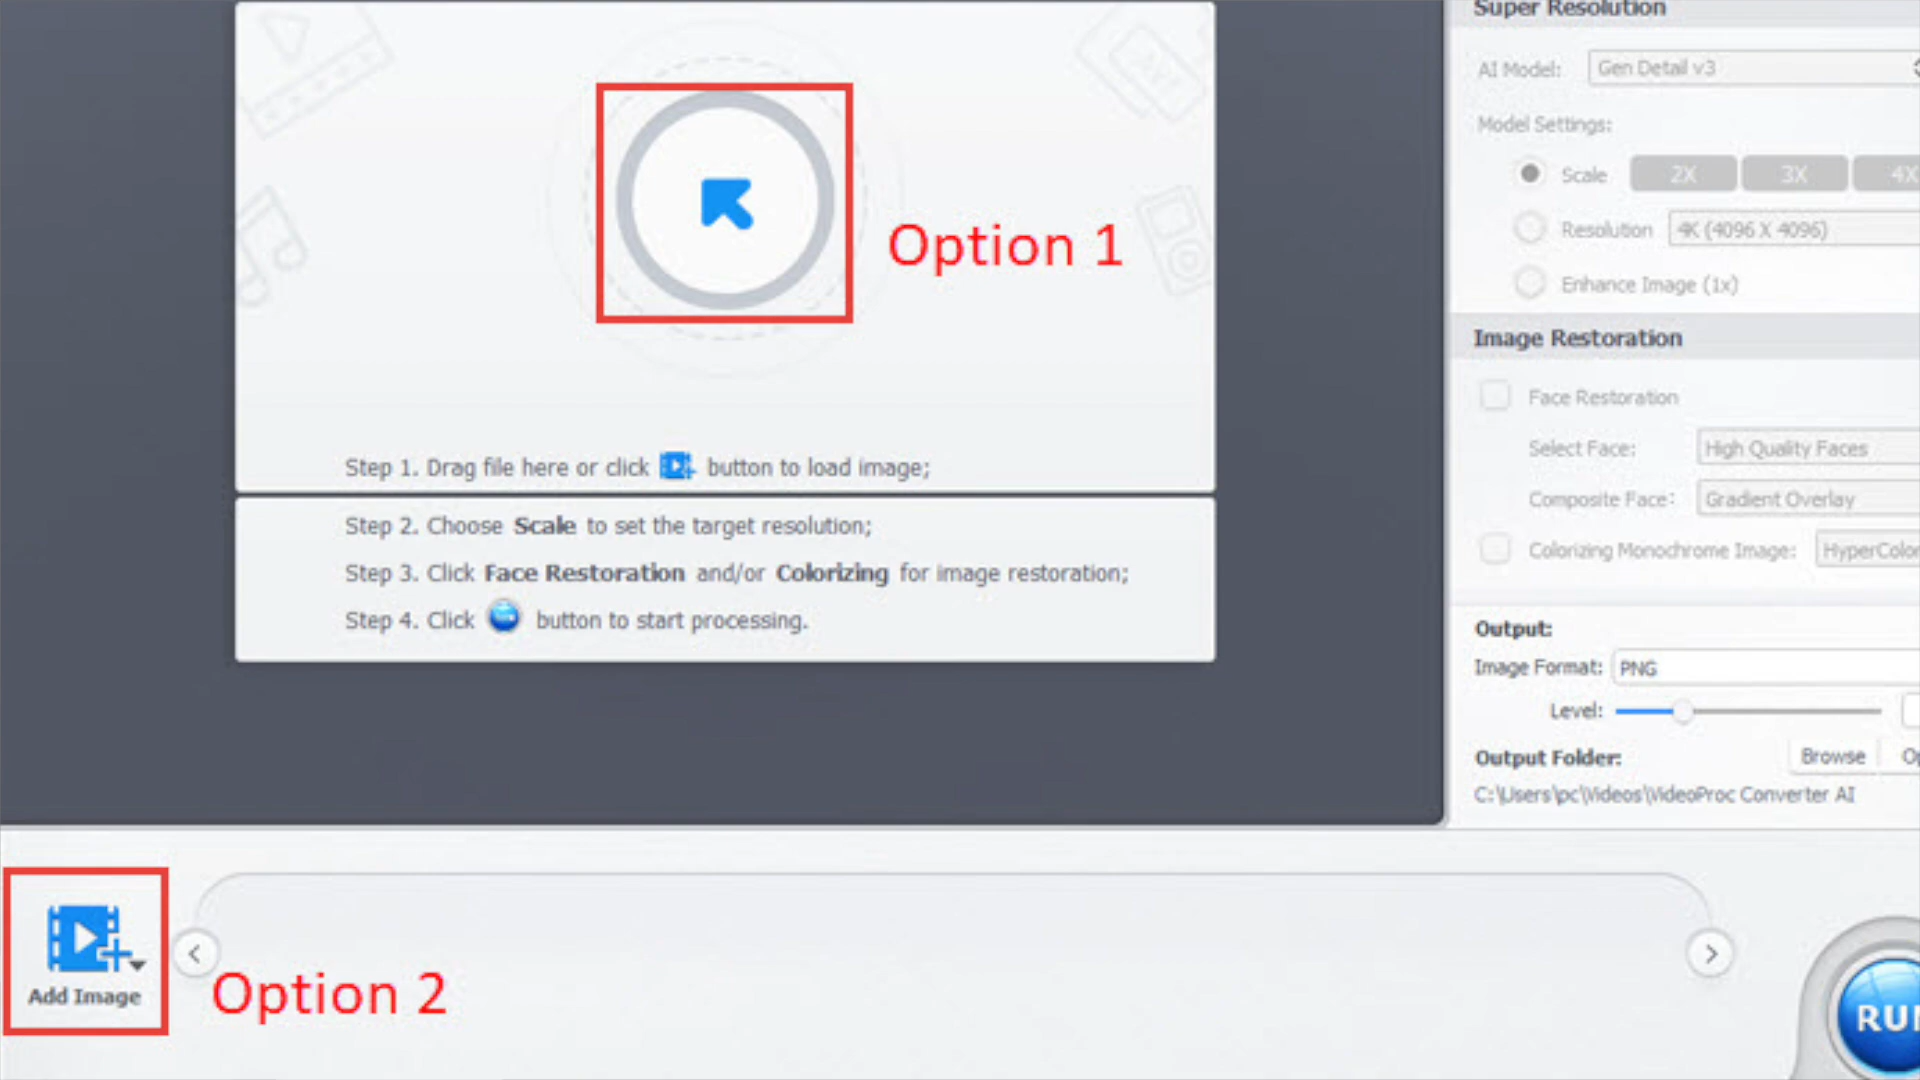 Super Resolution
AI Model: Gen Detail v3
Model Settings:
Scale 2X 3X 4X
Resolution 4K (4096 X 4096)
Enhance Image (1x)
Option 1
Image Restoration
Face Restoration
Select Face: High Quality Faces
Composite Face: Gradient Overlay
Colorizing Monochrome Image: HyperColor
Step 1. Drag file here or click button to load image;
Step 2. Choose Scale to set the target resolution;
Step 3. Click Face Restoration and/or Colorizing for image restoration;
Step 4. Click button to start processing.
Output:
Image Format: PNG
Level:
Output Folder: Browse Op
C:\Users\pc\Videos\VideoProc Converter AI
Add Image
Option 2
RUN